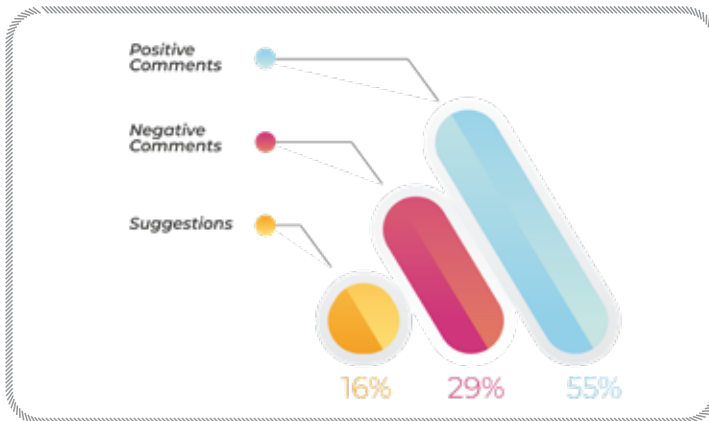 Positive
Comments
Negative
Comments
Suggestions
16% 29% 55%